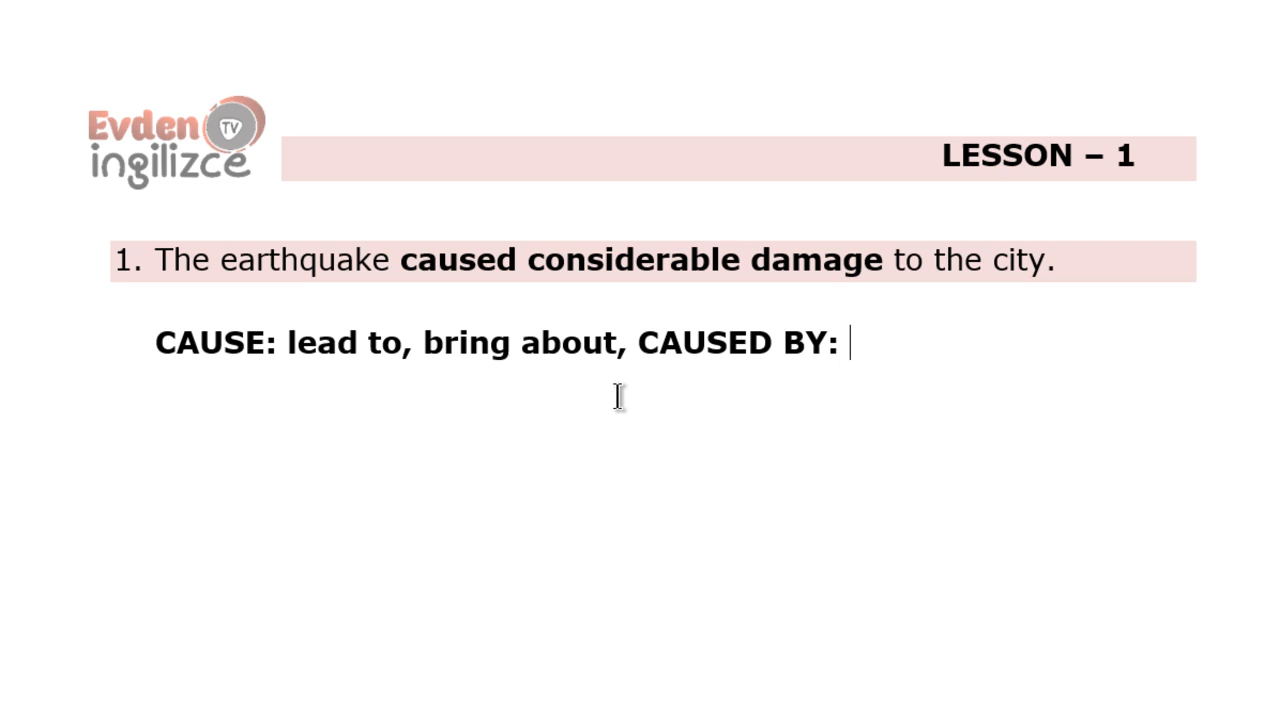 Evden TV
ingilizce
LESSON – 1
1. The earthquake caused considerable damage to the city.
CAUSE: lead to, bring about, CAUSED BY: